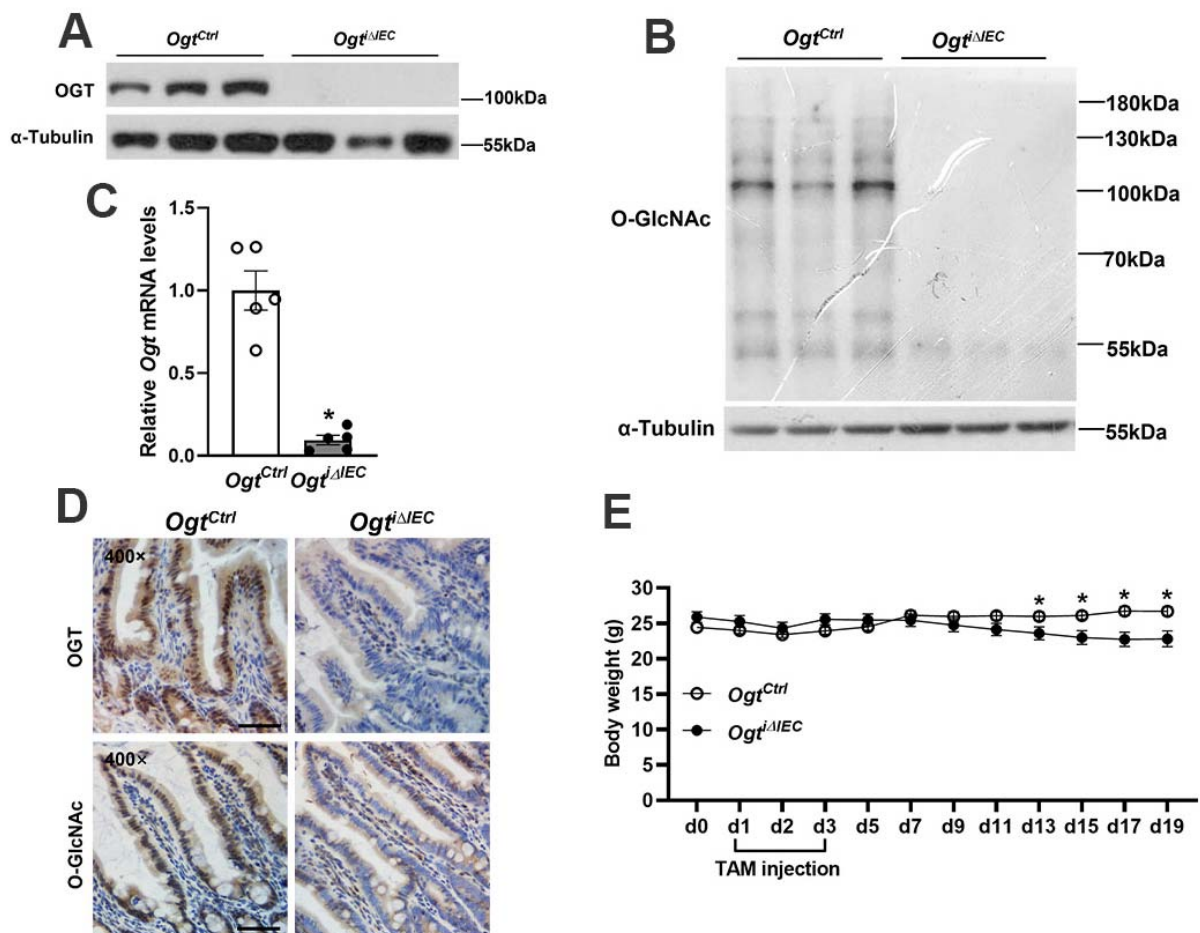 A
Ogt^Ctrl Ogt^iΔIEC
OGT
100kDa
α-Tubulin
55kDa
B
Ogt^Ctrl Ogt^iΔIEC
180kDa
130kDa
100kDa
O-GlcNAc
70kDa
55kDa
α-Tubulin
55kDa
C
Relative Ogt mRNA levels
1.5
1.0
0.5
0.0
*
Ogt^Ctrl Ogt^iΔIEC
D
Ogt^Ctrl Ogt^iΔIEC
400×
OGT
400×
O-GlcNAc
E
Body weight (g)
30
25
20
15
10
5
0
* * * *
Ogt^Ctrl
Ogt^iΔIEC
d0 d1 d2 d3 d5 d7 d9 d11 d13 d15 d17 d19
TAM injection